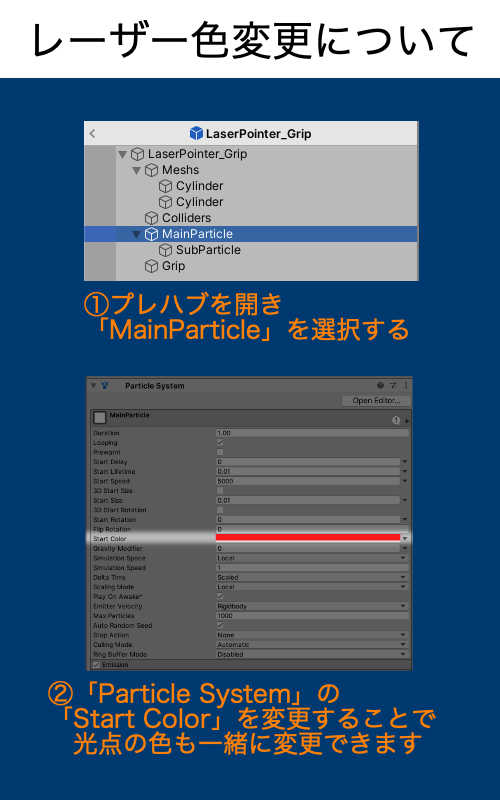 レーザー色変更について
LaserPointer_Grip
LaserPointer_Grip
Meshs
Cylinder
Cylinder
Colliders
MainParticle
SubParticle
Grip
①プレハブを開き
「MainParticle」を選択する
Particle System
Open Editor...
MainParticle
Duration 1.00
Looping
Prewarm
Start Delay 0
Start Lifetime 0.01
Start Speed 5000
3D Start Size
Start Size 0.01
3D Start Rotation
Start Rotation 0
Flip Rotation 0
Start Color
Gravity Modifier 0
Simulation Space Local
Simulation Speed 1
Delta Time Scaled
Scaling Mode Local
Play On Awake*
Emitter Velocity Rigidbody
Max Particles 1000
Auto Random Seed
Stop Action None
Culling Mode Automatic
Ring Buffer Mode Disabled
Emission
②「Particle System」の
「Start Color」を変更することで
光点の色も一緒に変更できます